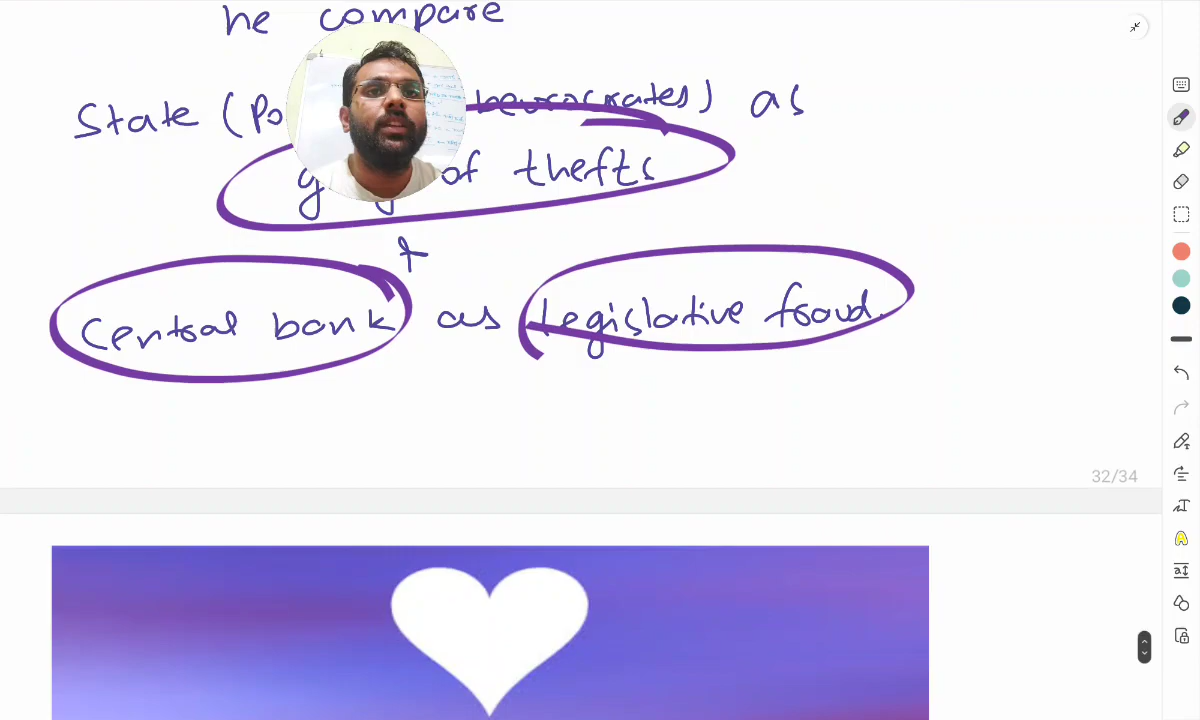 he compare
State (Po beurocrates) as
of thefts
+
Central bank as Legislative fraud.
32/34